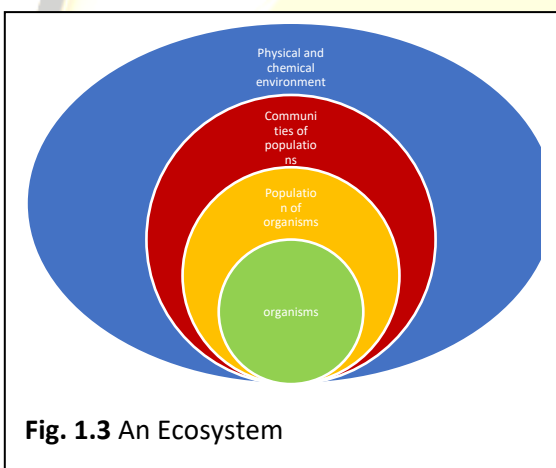 Physical and
chemical
environment
Communi
ties of
populatio
ns
Populatio
n of
organisms
organisms
Fig. 1.3 An Ecosystem